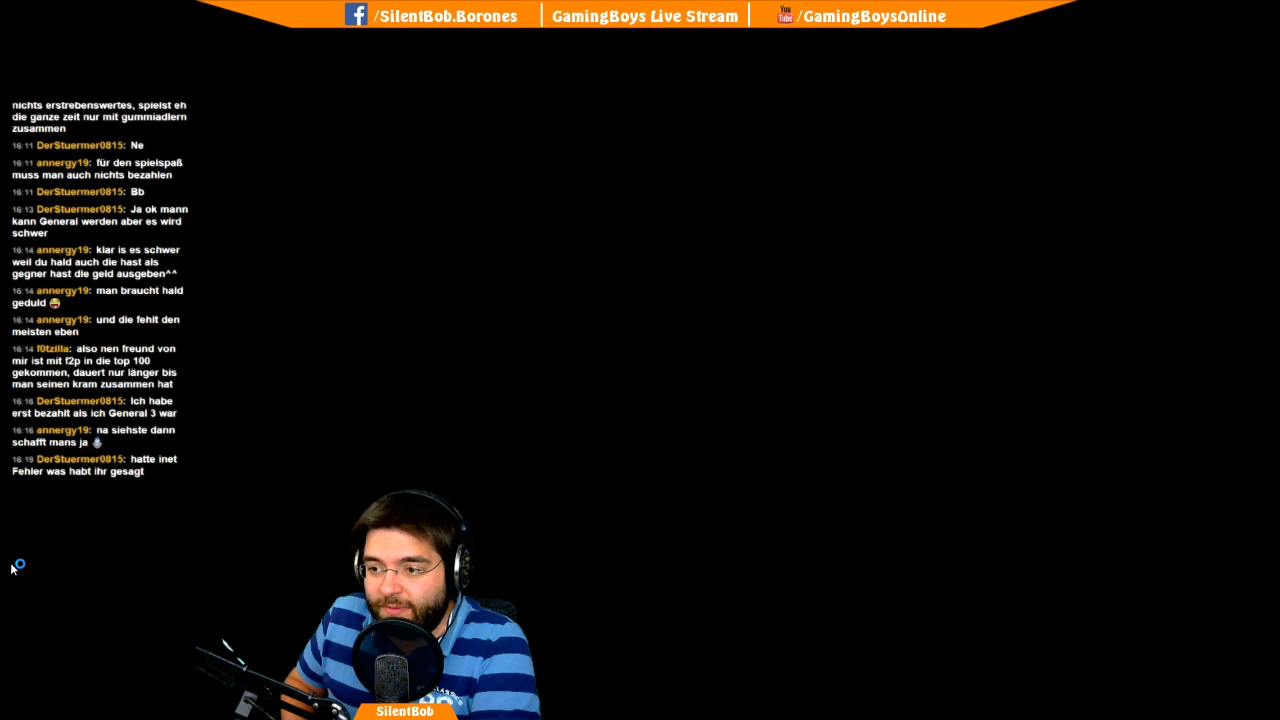 /SilentBob.Borones
GamingBoys Live Stream
You Tube /GamingBoysOnline
nichts erstrebenswertes, spielst eh
die ganze zeit nur mit gummiadlern
zusammen
16:11 DerStuermer0815: Ne
16:11 annergy19: für den spielspaß
muss man auch nichts bezahlen
16:11 DerStuermer0815: Bb
16:13 DerStuermer0815: Ja ok mann
kann General werden aber es wird
schwer
16:14 annergy19: klar is es schwer
weil du hald auch die hast als
gegner hast die geld ausgeben^^
16:14 annergy19: man braucht hald
geduld 😜
16:14 annergy19: und die fehlt den
meisten eben
16:14 f0tzilla: also nen freund von
mir ist mit f2p in die top 100
gekommen, dauert nur länger bis
man seinen kram zusammen hat
16:16 DerStuermer0815: Ich habe
erst bezahlt als ich General 3 war
16:16 annergy19: na siehste dann
schafft mans ja
16:19 DerStuermer0815: hatte inet
Fehler was habt ihr gesagt
SilentBob